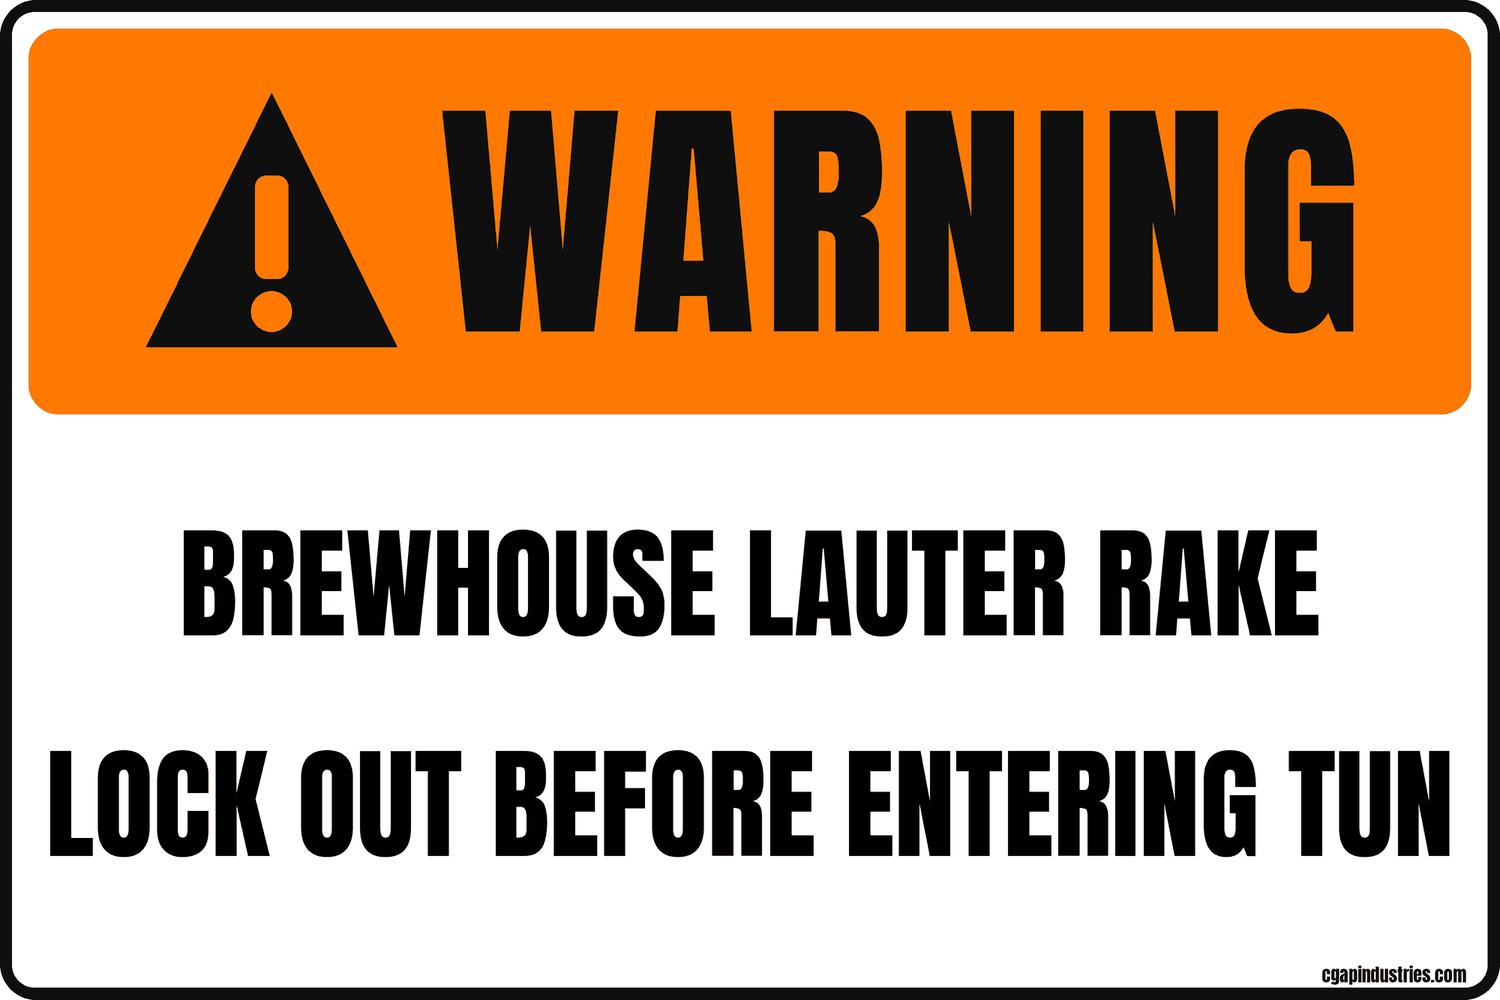 WARNING
BREWHOUSE LAUTER RAKE
LOCK OUT BEFORE ENTERING TUN
cgapindustries.com